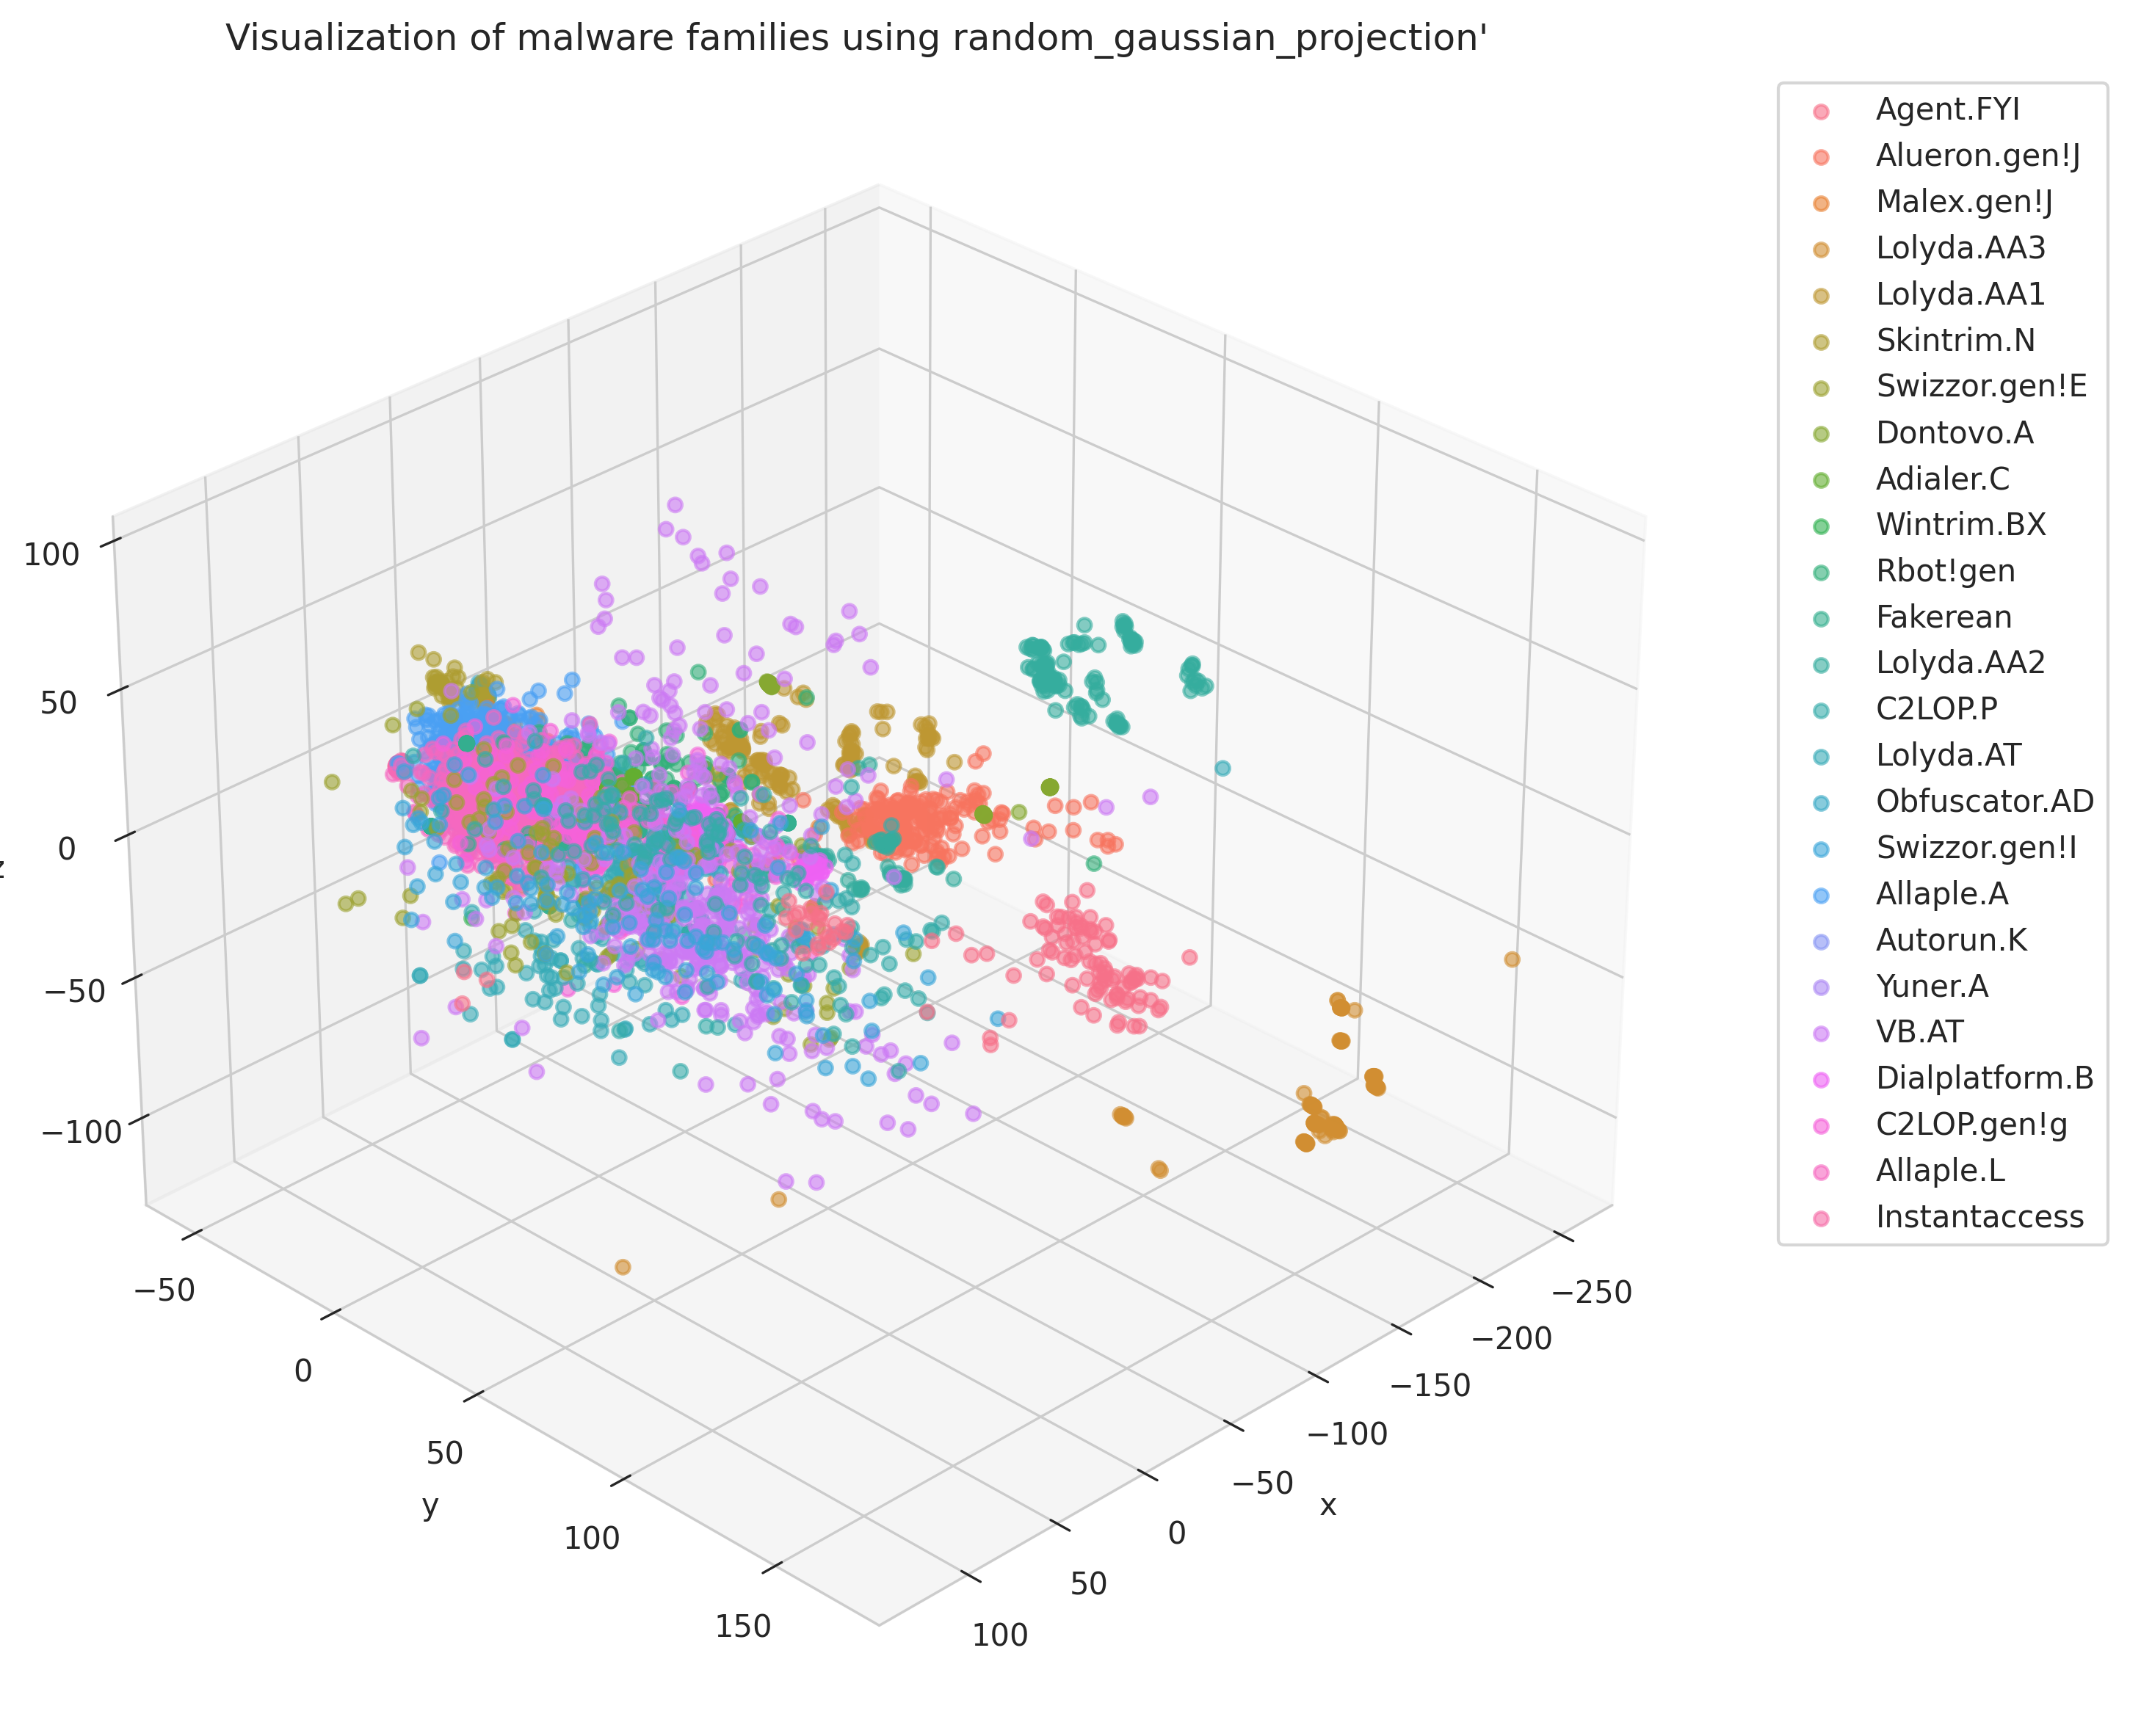 Visualization of malware families using random_gaussian_projection'
Agent.FYI
Alueron.gen!J
Malex.gen!J
Lolyda.AA3
Lolyda.AA1
Skintrim.N
Swizzor.gen!E
Dontovo.A
Adialer.C
Wintrim.BX
Rbot!gen
Fakerean
Lolyda.AA2
C2LOP.P
Lolyda.AT
Obfuscator.AD
Swizzor.gen!I
Allaple.A
Autorun.K
Yuner.A
VB.AT
Dialplatform.B
C2LOP.gen!g
Allaple.L
Instantaccess
100
50
0
−50
−100
z
−50
0
50
100
150
y
−250
−200
−150
−100
−50
0
50
100
x